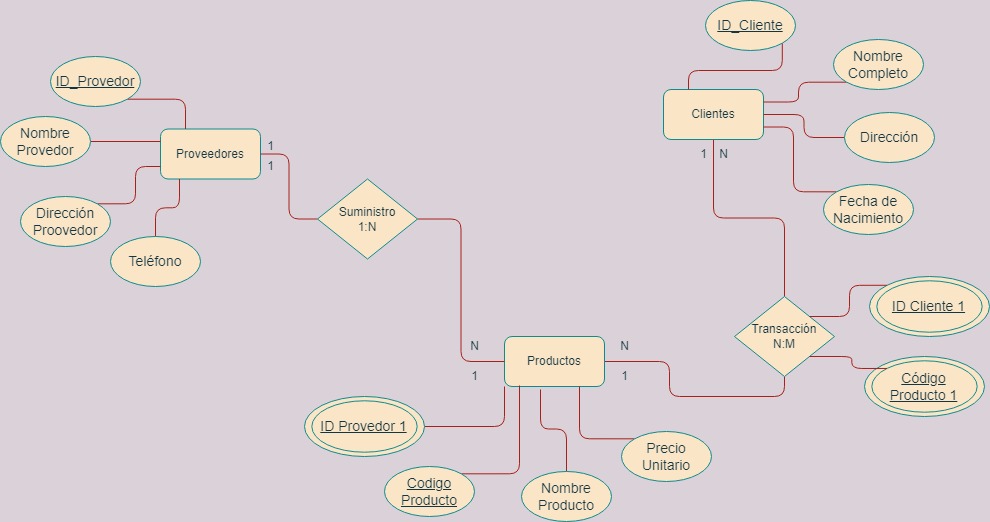 ID_Cliente
Nombre
Completo
ID_Provedor
Clientes
Nombre
Provedor
Dirección
Proveedores
1
1
1 N
Dirección
Proovedor
Suministro
1:N
Fecha de
Nacimiento
Teléfono
ID Cliente 1
Transacción
N:M
N
1
Productos
N
1
Código
Producto 1
ID Provedor 1
Precio
Unitario
Codigo
Producto
Nombre
Producto